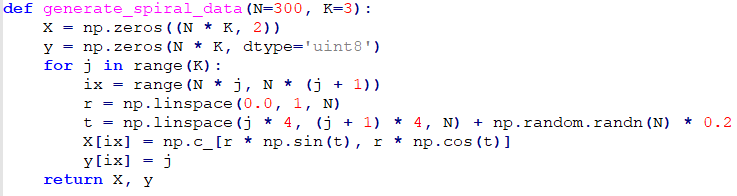 def generate_spiral_data(N=300, K=3):
    X = np.zeros((N * K, 2))
    y = np.zeros(N * K, dtype='uint8')
    for j in range(K):
        ix = range(N * j, N * (j + 1))
        r = np.linspace(0.0, 1, N)
        t = np.linspace(j * 4, (j + 1) * 4, N) + np.random.randn(N) * 0.2
        X[ix] = np.c_[r * np.sin(t), r * np.cos(t)]
        y[ix] = j
    return X, y